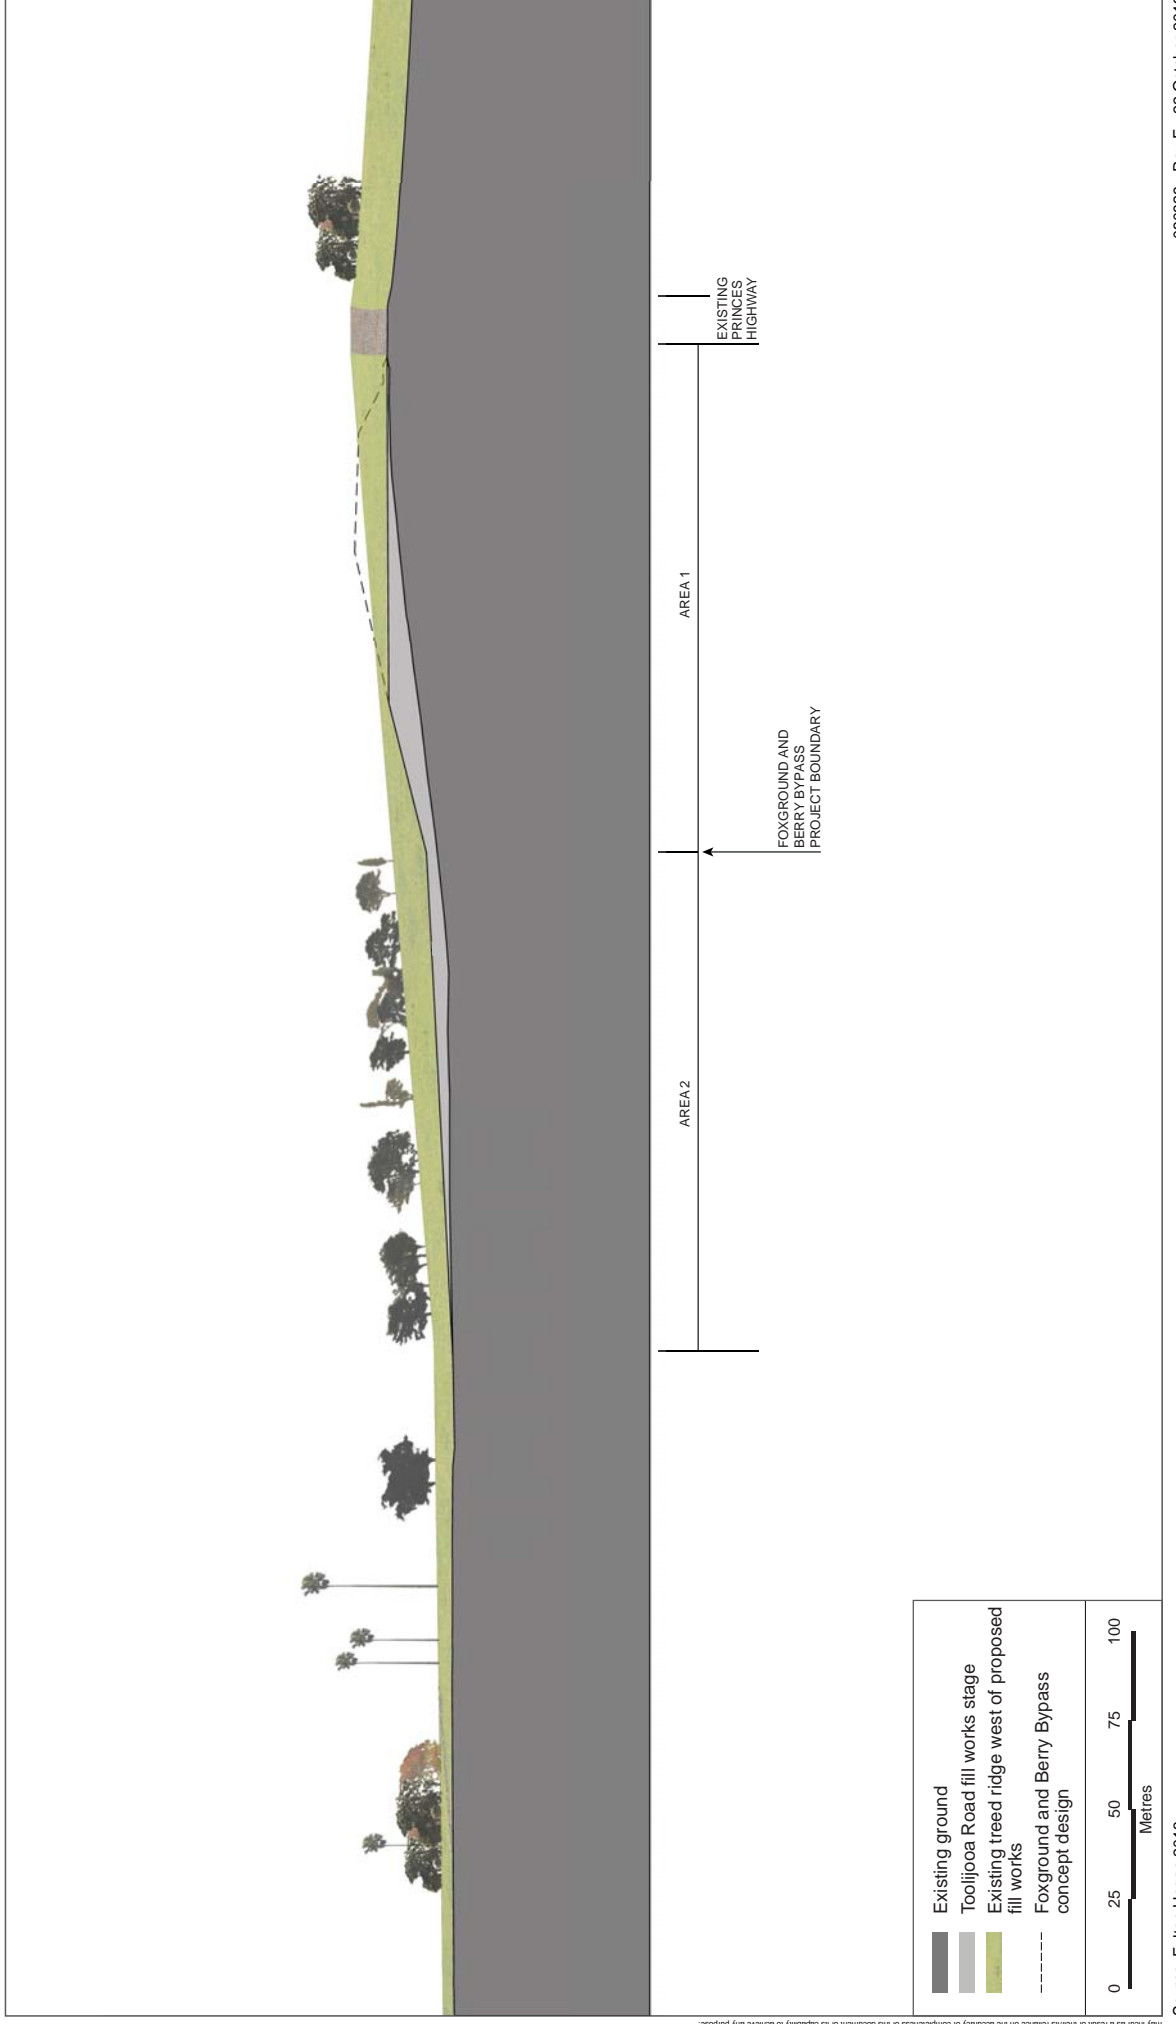 AREA 2
AREA 1
EXISTING
PRINCES
HIGHWAY
FOXGROUND AND
BERRY BYPASS
PROJECT BOUNDARY
Existing ground
Toolijooa Road fill works stage
Existing treed ridge west of proposed
fill works
Foxground and Berry Bypass
concept design
0 25 50 75 100
Metres